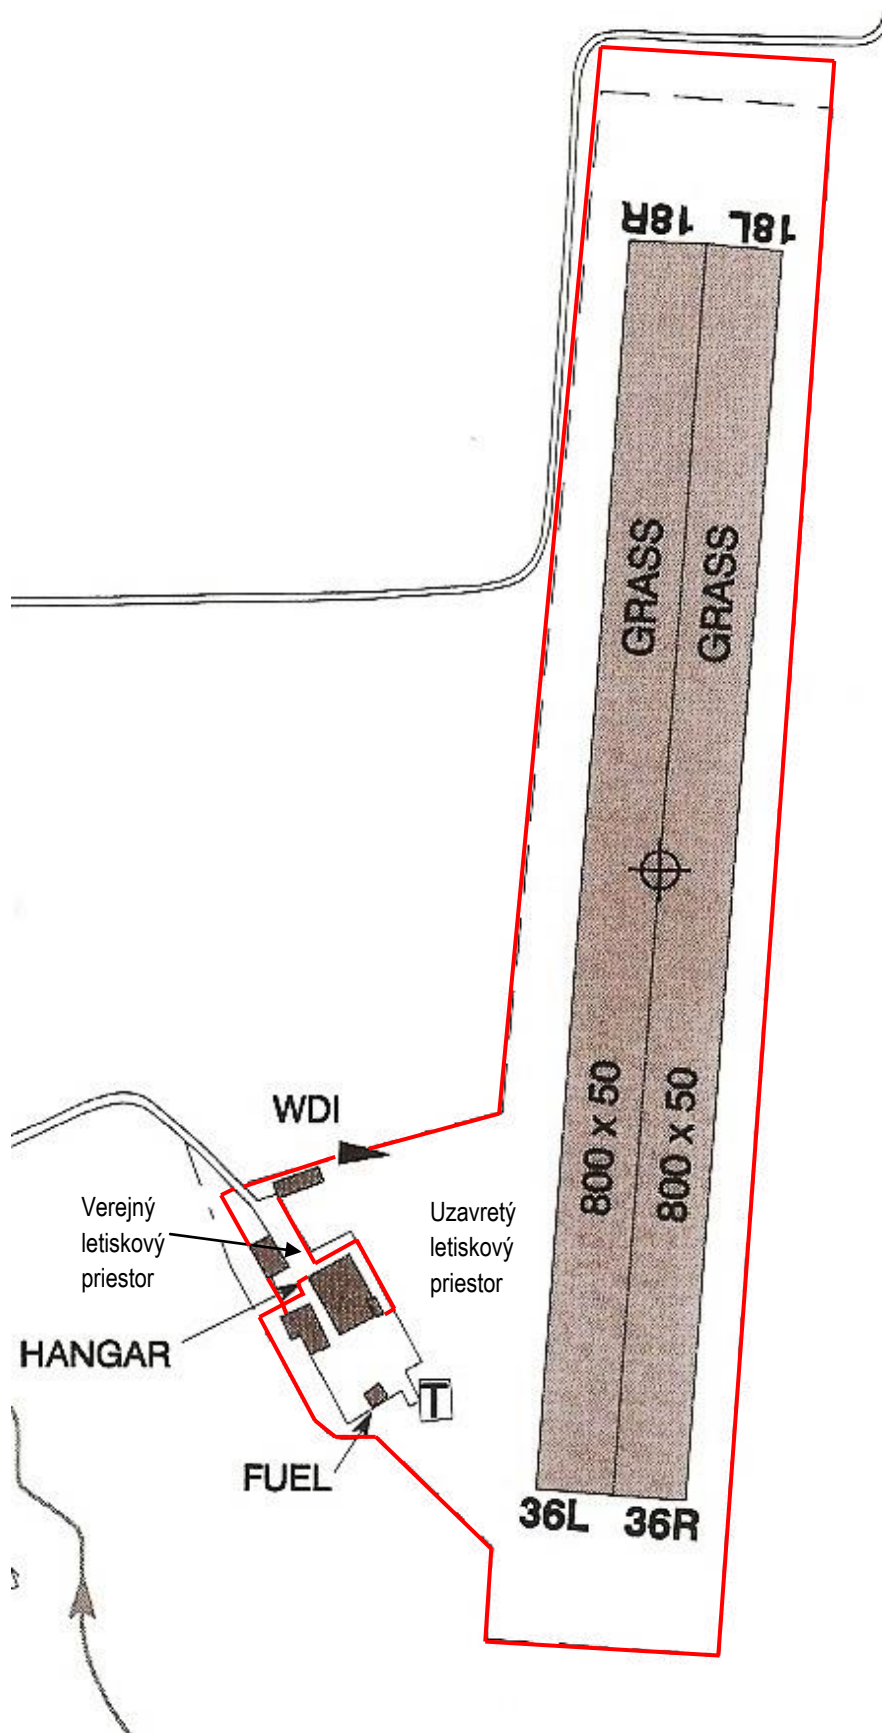 18R
18L
GRASS
GRASS
800 x 50
800 x 50
WDI
Verejný
letiskový
priestor
Uzavretý
letiskový
priestor
HANGAR
T
FUEL
36L
36R